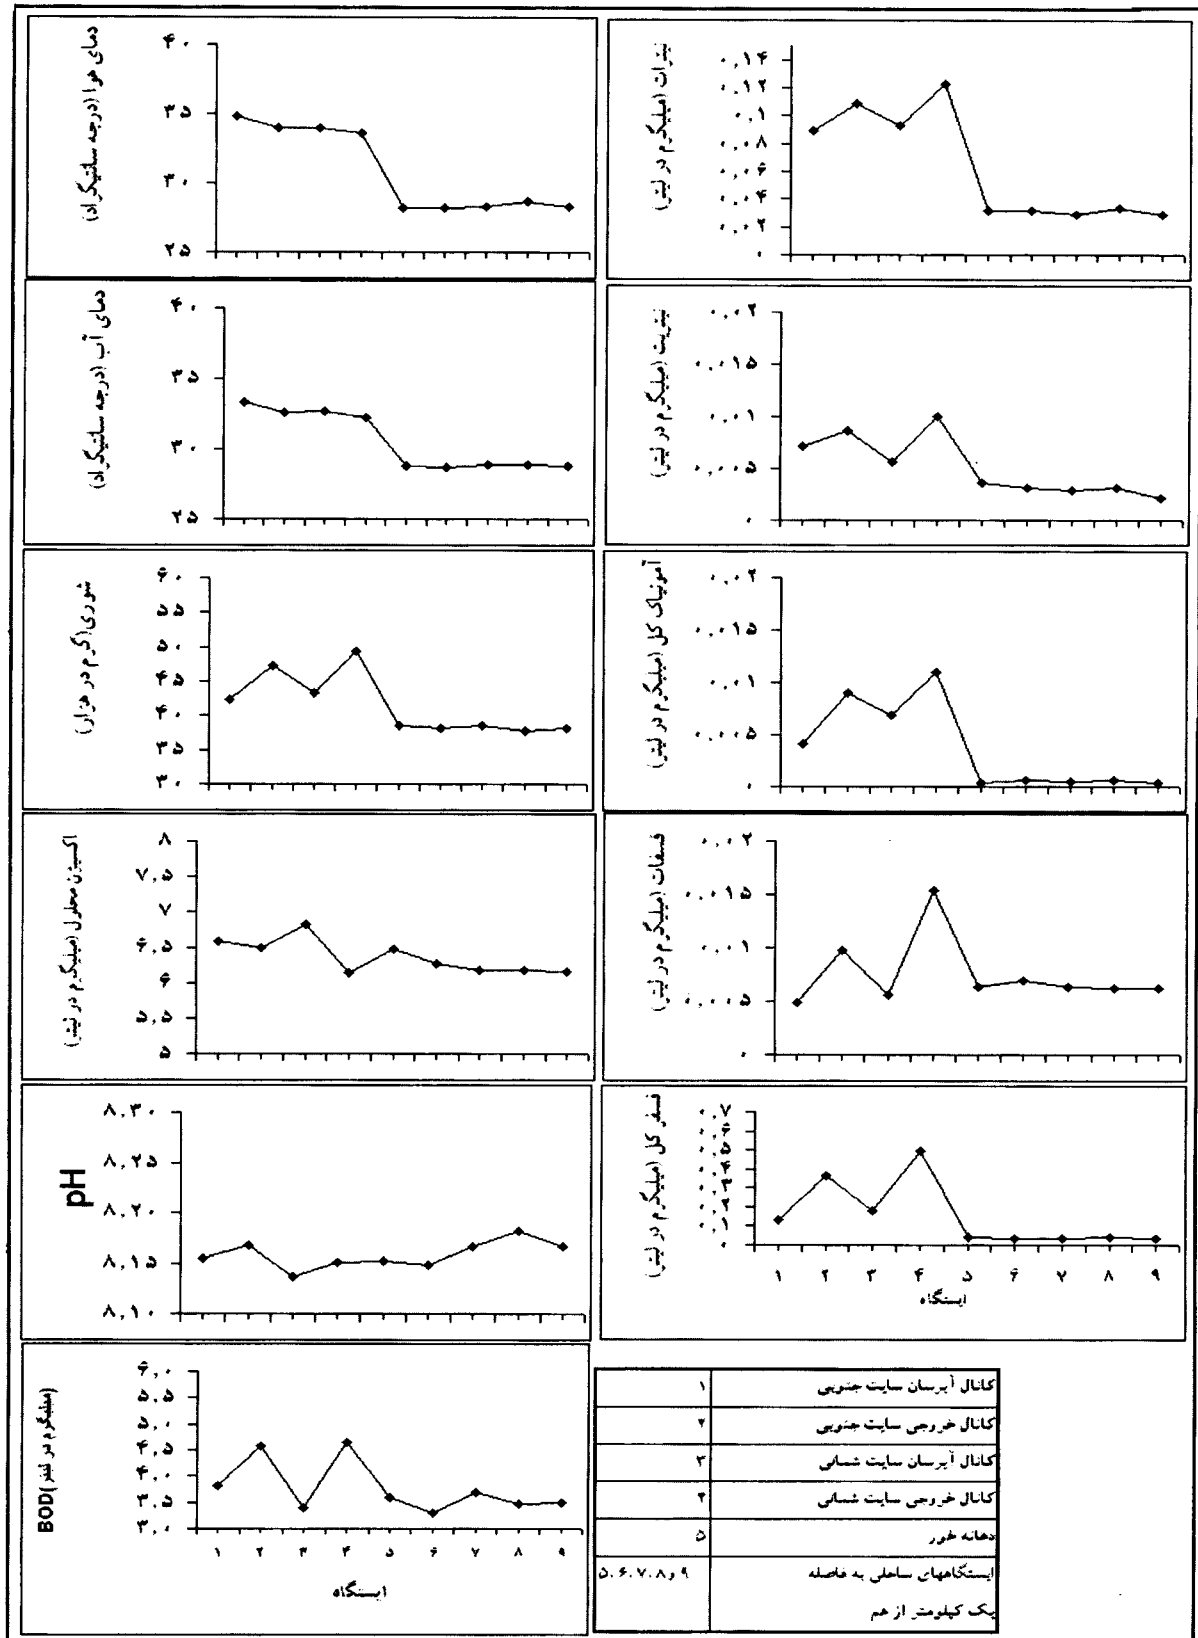 دمای هوا (درجه سانتیگراد)
۴۰
۳۵
۳۰
۲۵
نیترات (میلیگرم در لیتر)
۰,۱۴
۰,۱۲
۰,۱
۰,۰۸
۰,۰۶
۰,۰۴
۰,۰۲
۰
دمای آب (درجه سانتیگراد)
۴۰
۳۵
۳۰
۲۵
نیتریت (میلیگرم در لیتر)
۰,۰۲
۰,۰۱۵
۰,۰۱
۰,۰۰۵
۰
شوری (گرم در هزار)
۶۰
۵۵
۵۰
۴۵
۴۰
۳۵
۳۰
آمونیاک کل (میلیگرم در لیتر)
۰,۰۲
۰,۰۱۵
۰,۰۱
۰,۰۰۵
۰
اکسیژن محلول (میلیگرم در لیتر)
۸
۷,۵
۷
۶,۵
۶
۵,۵
۵
فسفات (میلیگرم در لیتر)
۰,۰۲
۰,۰۱۵
۰,۰۱
۰,۰۰۵
۰
pH
۸,۳۰
۸,۲۵
۸,۲۰
۸,۱۵
۸,۱۰
فسفر کل (میلیگرم در لیتر)
۰,۷
۰
۱ ۲ ۳ ۴ ۵ ۶ ۷ ۸ ۹
ایستگاه
BOD (میلیگرم در لیتر)
۶,۰
۵,۵
۵,۰
۴,۵
۴,۰
۳,۵
۳,۰
۱ ۲ ۳ ۴ ۵ ۶ ۷ ۸ ۹
ایستگاه
کانال آبرسان سایت جنوبی ۱
کانال خروجی سایت جنوبی ۲
کانال آبرسان سایت شمالی ۳
کانال خروجی سایت شمالی ۴
دهانه خور ۵
ایستگاههای ساحلی به فاصله ۵،۶،۷،۸ و ۹
یک کیلومتر از هم